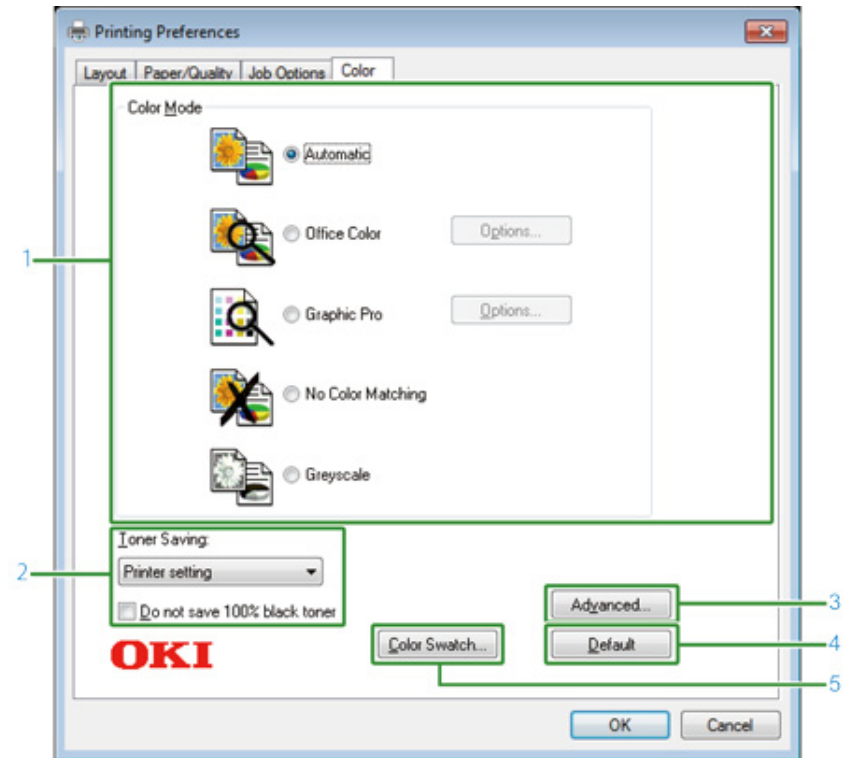 Printing Preferences
Layout Paper/Quality Job Options Color
Color Mode
Automatic
1
Office Color Options...
Graphic Pro Options...
No Color Matching
Greyscale
Toner Saving:
2
Printer setting
Do not save 100% black toner
Advanced... 3
OKI
Color Swatch... Default 4
5
OK Cancel